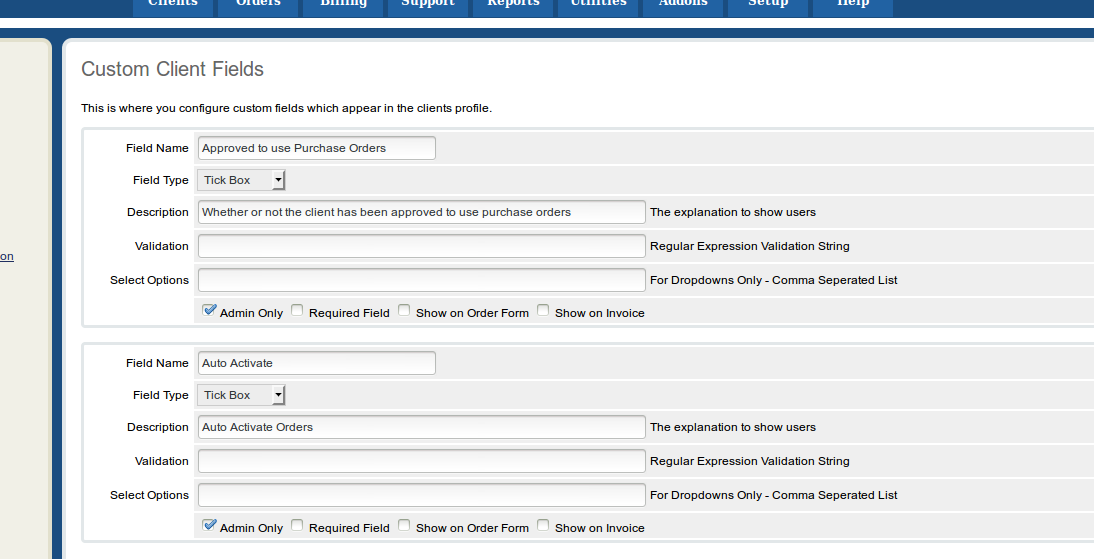 Clients Orders Billing Support Reports Utilities Addons Setup Help
Custom Client Fields
This is where you configure custom fields which appear in the clients profile.
Field Name Approved to use Purchase Orders
Field Type Tick Box
Description Whether or not the client has been approved to use purchase orders The explanation to show users
on
Validation Regular Expression Validation String
Select Options For Dropdowns Only - Comma Seperated List
Admin Only Required Field Show on Order Form Show on Invoice
Field Name Auto Activate
Field Type Tick Box
Description Auto Activate Orders The explanation to show users
Validation Regular Expression Validation String
Select Options For Dropdowns Only - Comma Seperated List
Admin Only Required Field Show on Order Form Show on Invoice